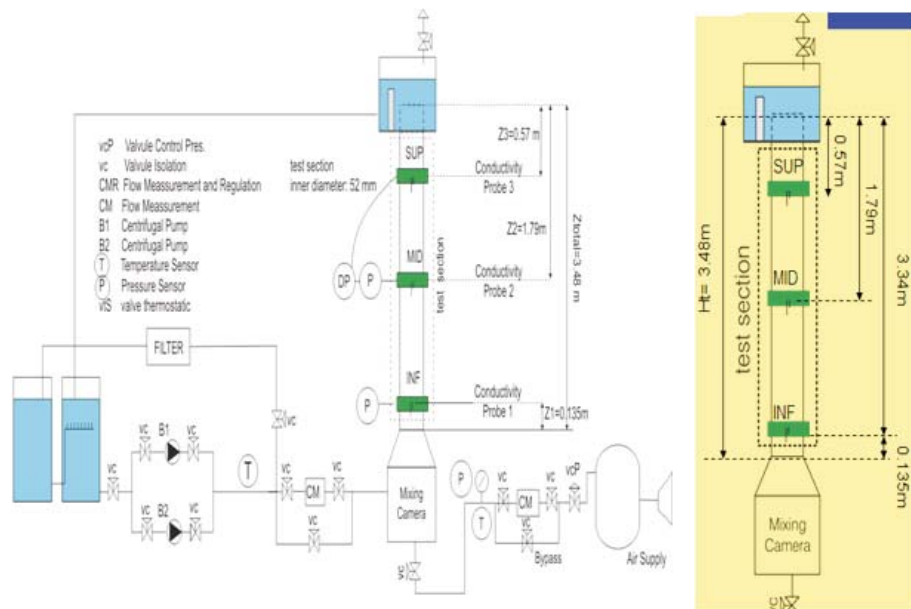 vcP Valvule Control Pres.
vc Valvule Isolation
CMR Flow Measurement and Regulation
CM Flow Meassurement
B1 Centrifugal Pump
B2 Centrifugal Pump
T Temperature Sensor
P Pressure Sensor
vtS valve thermostatic
test section
inner diameter: 52 mm
SUP
Z3=0.57 m
Conductivity
Probe 3
Z2=1.79m
Ztotal=3.48 m
MID
DP
P
Conductivity
Probe 2
test section
INF
P
Conductivity
Probe 1
Z1=0.135m
FILTER
vc
vc
B1
vc
vc
vc
B2
vc
T
vc
CM
vc
vc
Mixing
Camera
vc
P
T
vc
CM
vc
vcP
vc
Bypass
Air Supply
SUP
0.57m
1.79m
Ht= 3.48m
test section
MID
3.34m
INF
0.135m
Mixing
Camera
vc